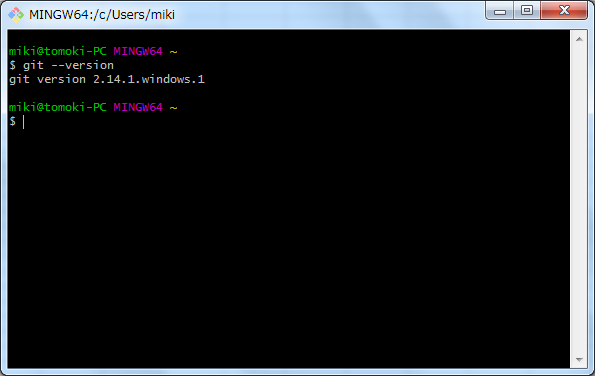 MINGW64:/c/Users/miki
miki@tomoki-PC MINGW64 ~
$ git --version
git version 2.14.1.windows.1
miki@tomoki-PC MINGW64 ~
$